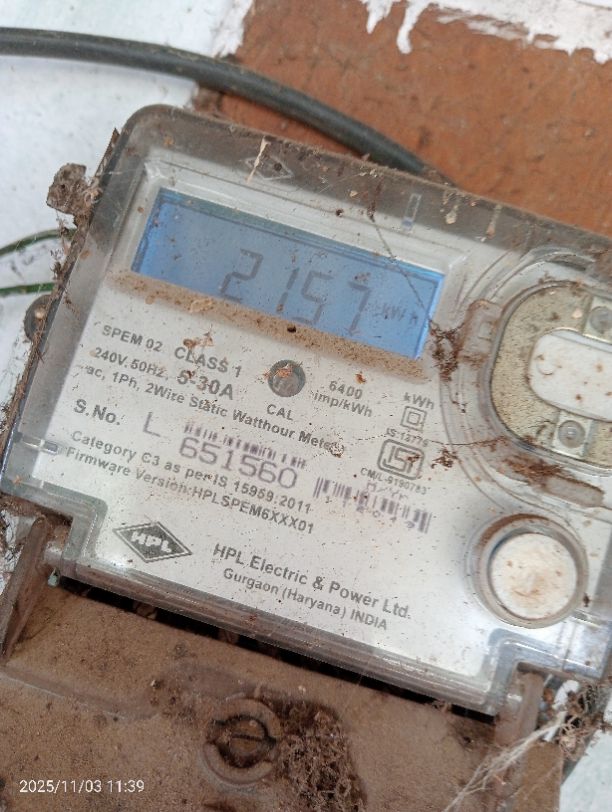 2157 kWh
SPEM 02 CLASS 1
240V, 50Hz, 5-30A
CAL
6400
imp/kWh
kWh
ac, 1Ph, 2Wire Static Watthour Meter
IS 13779
S.No. L 651560
CM/L-9190783
Category C3 as per IS 15959:2011
Firmware Version:HPLSPEM6XXX01
HPL
HPL Electric & Power Ltd.
Gurgaon (Haryana) INDIA
2025/11/03 11:39